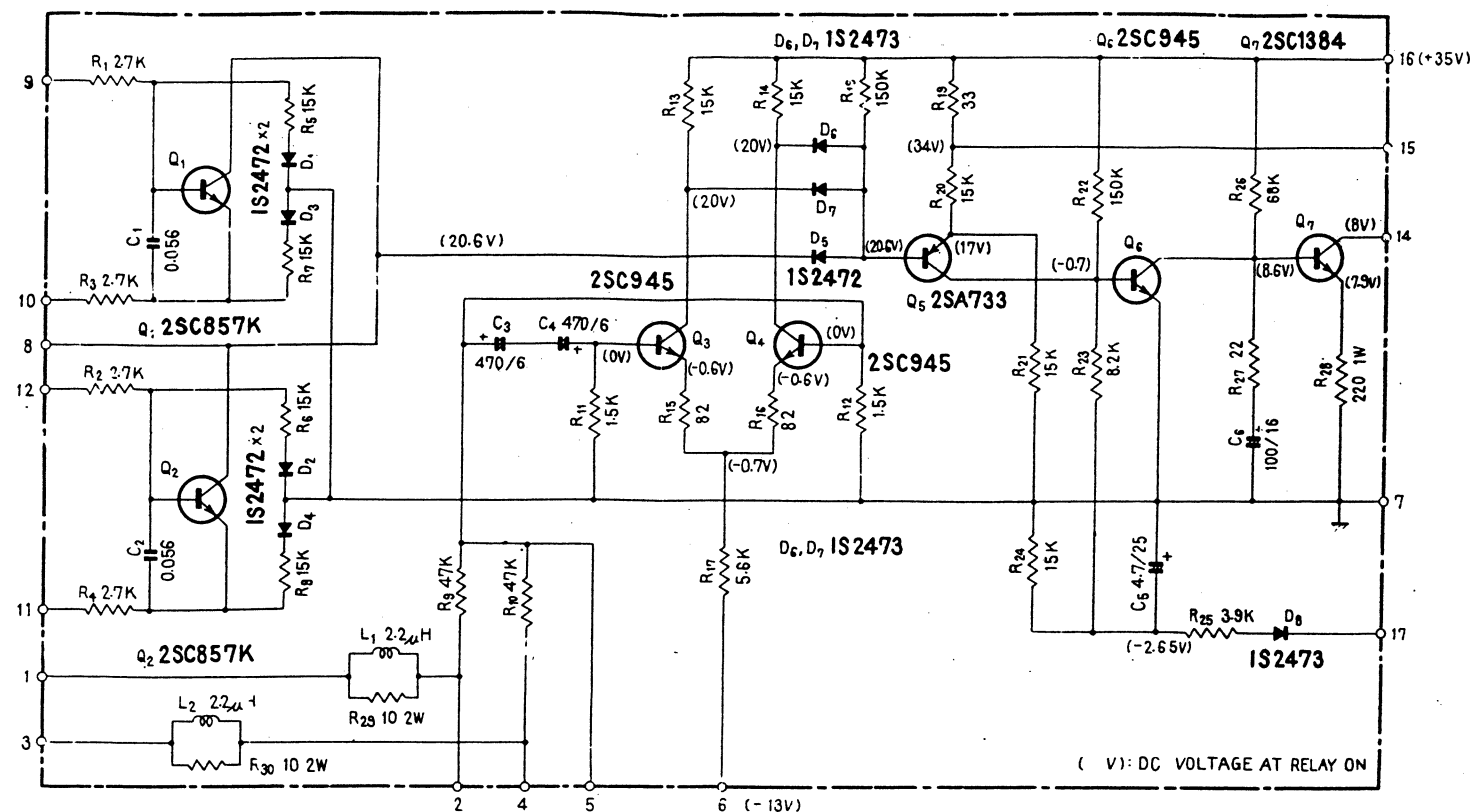 D6, D7 1S2473
Q6 2SC945
Q7 2SC1384
16 (+35V)
9
R1 27K
R5 15K
R13 15K
R14 15K
R15 150K
R19 33
D1
1S2472 ×2
Q1
(20V)
D6
(34V)
15
C1 0.056
D3
R7 15K
(20V)
D7
R20 15K
R22 150K
R26 68K
Q7
(8V)
14
(20.6V)
D5
1S2472
(20.6V)
(17V)
Q5 2SA733
(-0.7)
Q6
(8.6V)
(7.9V)
R3 2.7K
10
Q1 2SC857K
2SC945
8
C3 470/6
C4 470/6
(0V)
Q3
(-0.6V)
Q4
(0V)
(-0.6V)
2SC945
12
R2 2.7K
R6 15K
R11 1.5K
R15 82
R16 82
R12 1.5K
R21 15K
R23 8.2K
R27 22
R28 220 1W
C6 100/16
1S2472 ×2
D2
Q2
(-0.7V)
7
D4
C2 0.056
R8 15K
D6, D7 1S2473
R17 5.6K
R24 15K
C5 4.7/25
R9 47K
R10 47K
11
R4 2.7K
R25 3.9K
D8
17
(-2.65V)
1S2473
Q2 2SC857K
L1 2.2μH
1
R29 10 2W
L2 2.2μH
3
R30 10 2W
( V): DC VOLTAGE AT RELAY ON
2
4
5
6 (-13V)